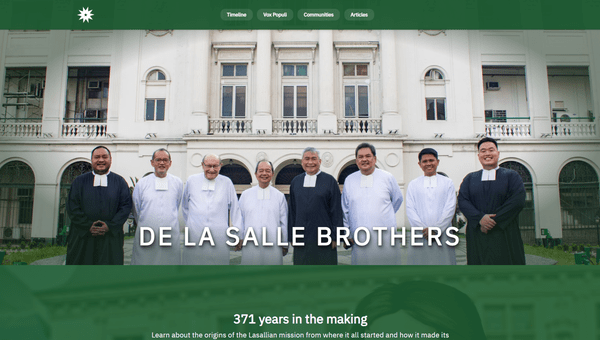 Timeline
Vox Populi
Communities
Articles
DE LA SALLE BROTHERS
371 years in the making
Learn about the origins of the Lasallian mission from where it all started and how it made its